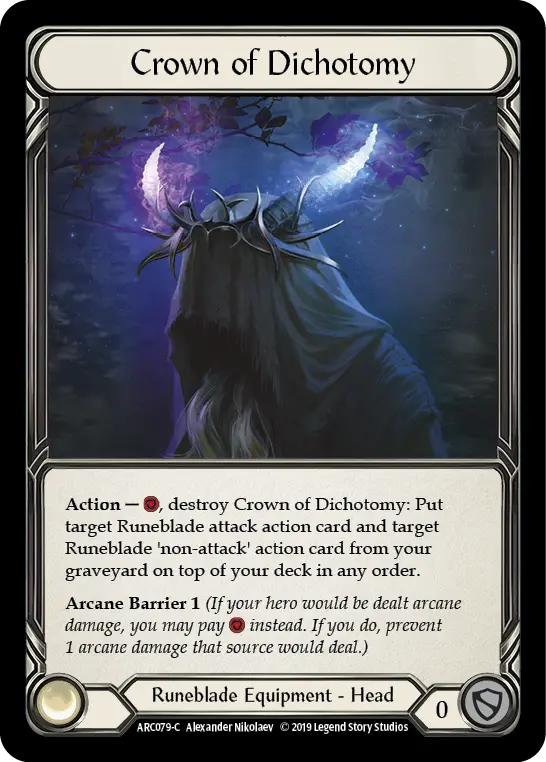 Crown of Dichotomy
Action — , destroy Crown of Dichotomy: Put
target Runeblade attack action card and target
Runeblade 'non-attack' action card from your
graveyard on top of your deck in any order.
Arcane Barrier 1 (If your hero would be dealt arcane
damage, you may pay instead. If you do, prevent
1 arcane damage that source would deal.)
Runeblade Equipment - Head
0
ARC079-C Alexander Nikolaev © 2019 Legend Story Studios